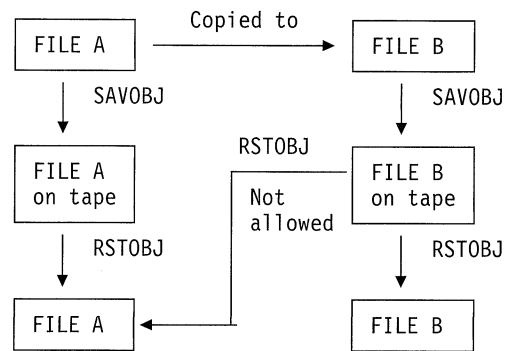 Copied to
FILE A
FILE B
SAVOBJ
SAVOBJ
FILE A
on tape
RSTOBJ
Not
allowed
FILE B
on tape
RSTOBJ
RSTOBJ
FILE A
FILE B